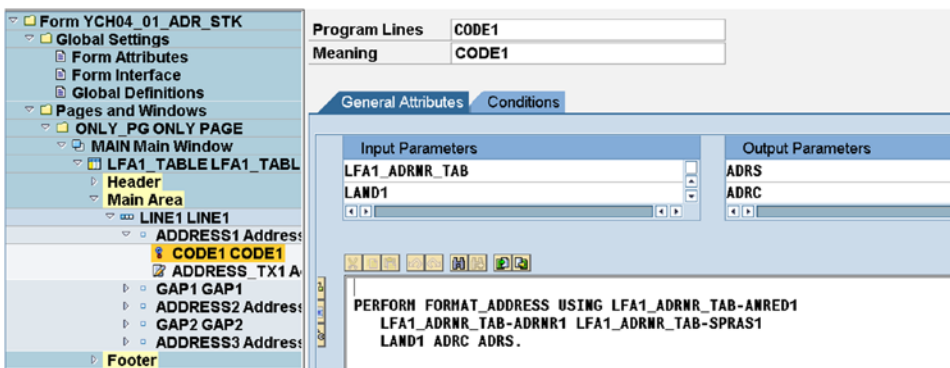 Form YCH04_01_ADR_STK
Global Settings
Form Attributes
Form Interface
Global Definitions
Pages and Windows
ONLY_PG ONLY PAGE
MAIN Main Window
LFA1_TABLE LFA1_TABL
Header
Main Area
LINE1 LINE1
ADDRESS1 Address
CODE1 CODE1
ADDRESS_TX1 A
GAP1 GAP1
ADDRESS2 Address
GAP2 GAP2
ADDRESS3 Address
Footer
Program Lines CODE1
Meaning CODE1
General Attributes Conditions
Input Parameters Output Parameters
LFA1_ADRNR_TAB ADRS
LAND1 ADRC
PERFORM FORMAT_ADDRESS USING LFA1_ADRNR_TAB-ANRED1
LFA1_ADRNR_TAB-ADRNR1 LFA1_ADRNR_TAB-SPRAS1
LAND1 ADRC ADRS.